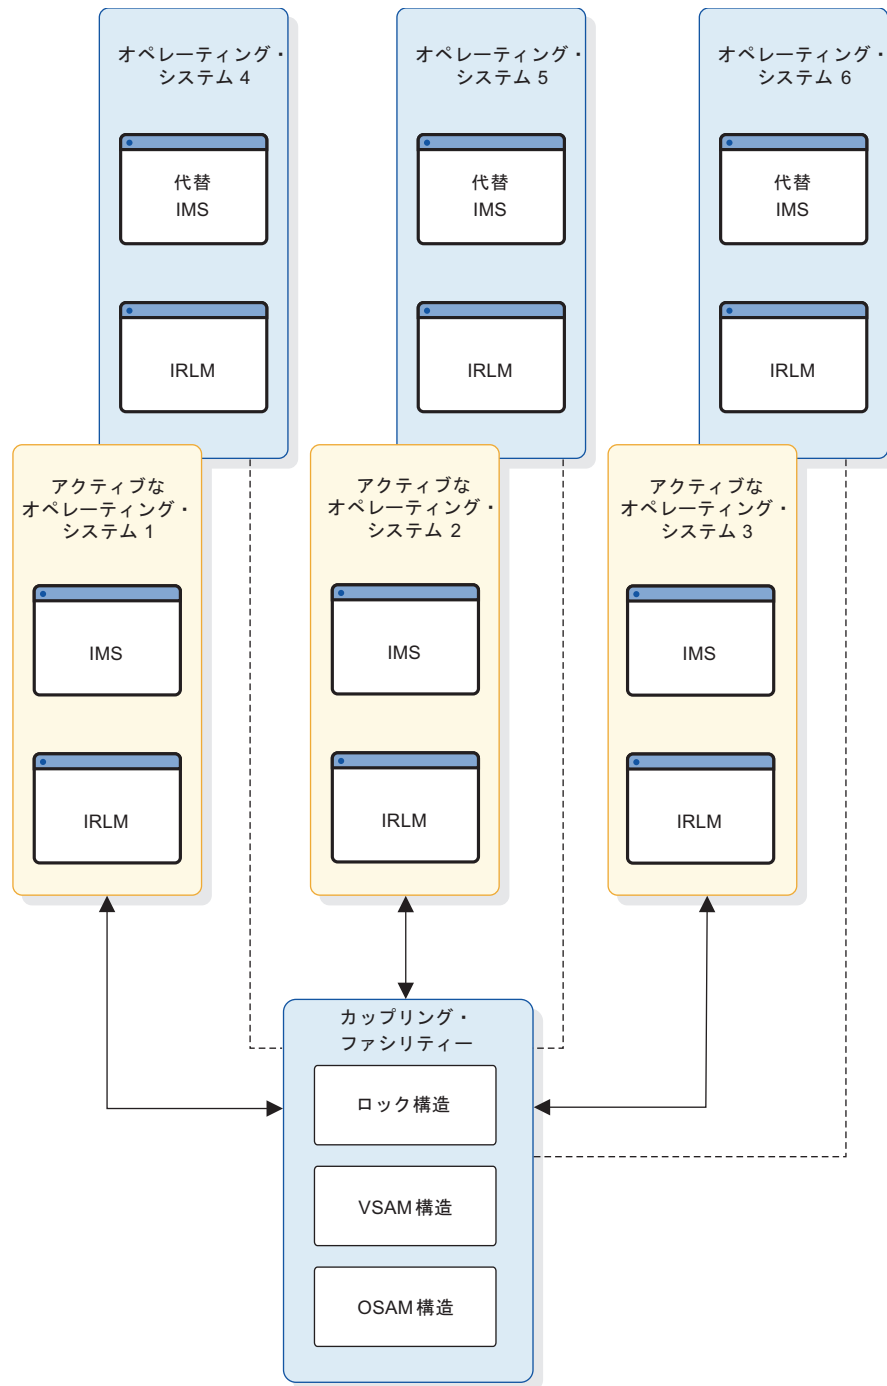 オペレーティング・
システム 4
代替
IMS
IRLM
オペレーティング・
システム 5
代替
IMS
IRLM
オペレーティング・
システム 6
代替
IMS
IRLM
アクティブな
オペレーティング・
システム 1
IMS
IRLM
アクティブな
オペレーティング・
システム 2
IMS
IRLM
アクティブな
オペレーティング・
システム 3
IMS
IRLM
カップリング・
ファシリティー
ロック構造
VSAM 構造
OSAM 構造